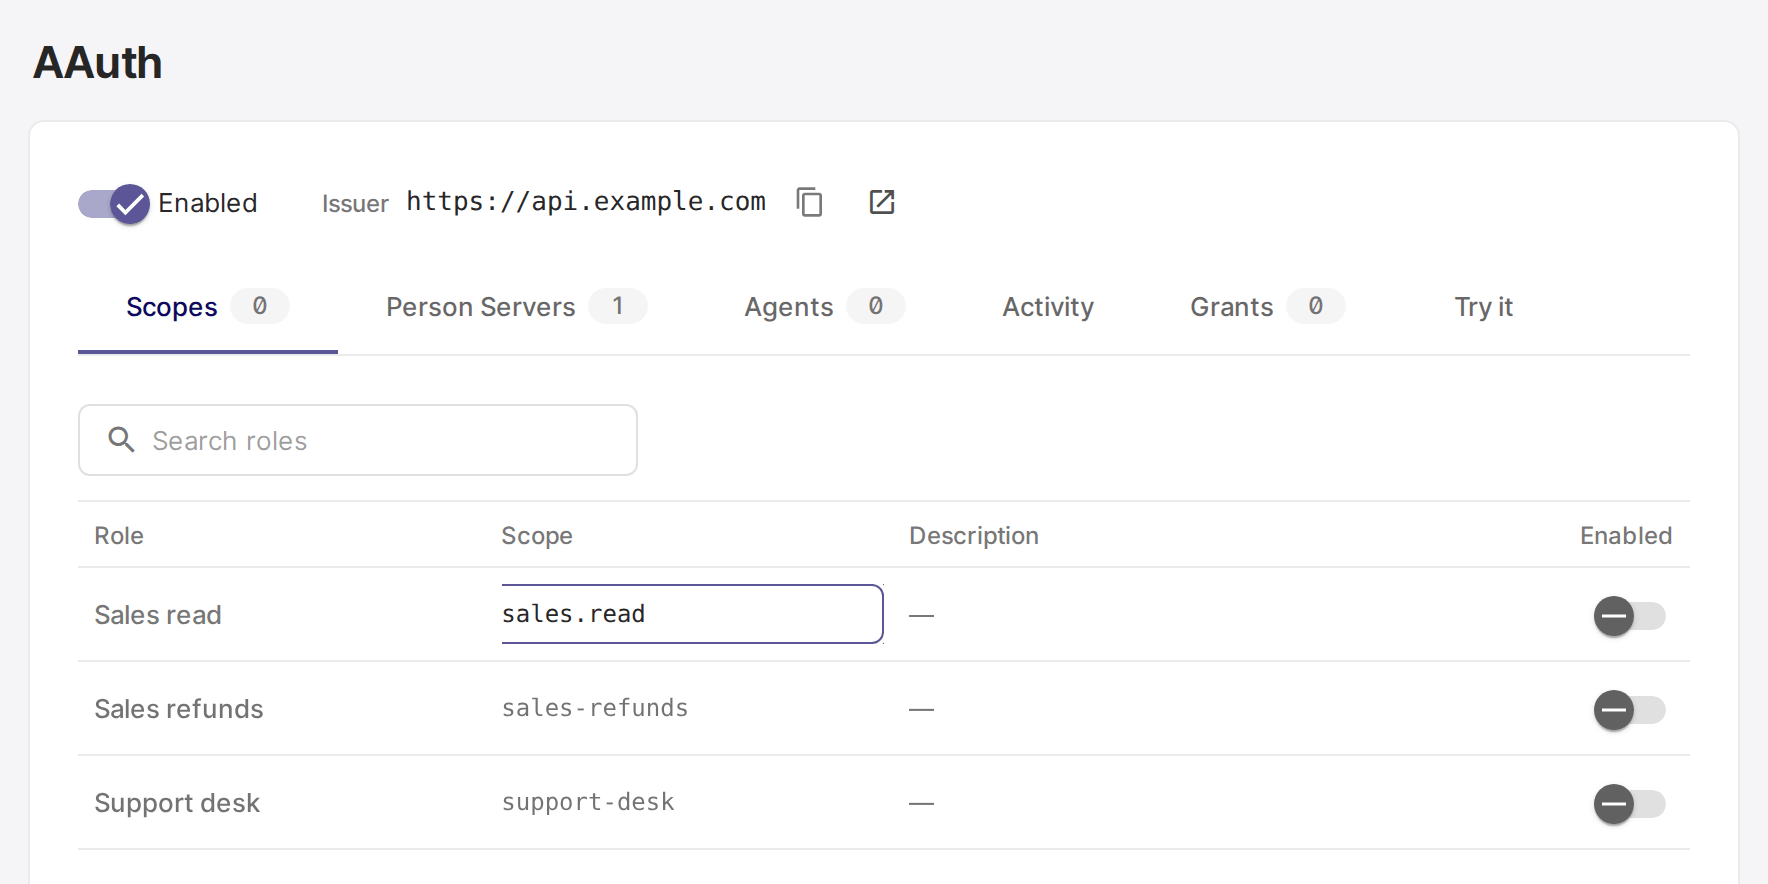 AAuth
Enabled Issuer https://api.example.com
Scopes 0 Person Servers 1 Agents 0 Activity Grants 0 Try it
Search roles
Role Scope Description Enabled
Sales read sales.read —
Sales refunds sales-refunds —
Support desk support-desk —